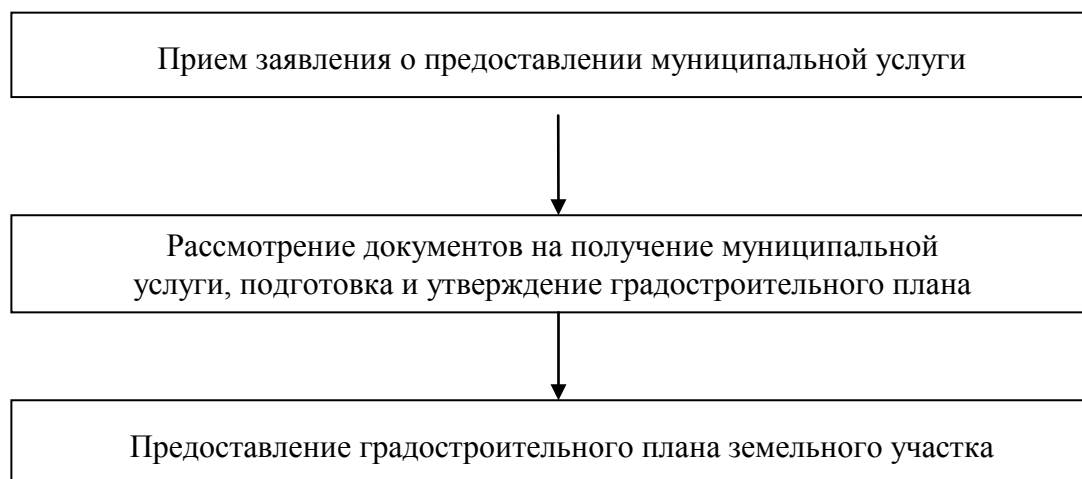 Прием заявления о предоставлении муниципальной услуги
Рассмотрение документов на получение муниципальной
услуги, подготовка и утверждение градостроительного плана
Предоставление градостроительного плана земельного участка